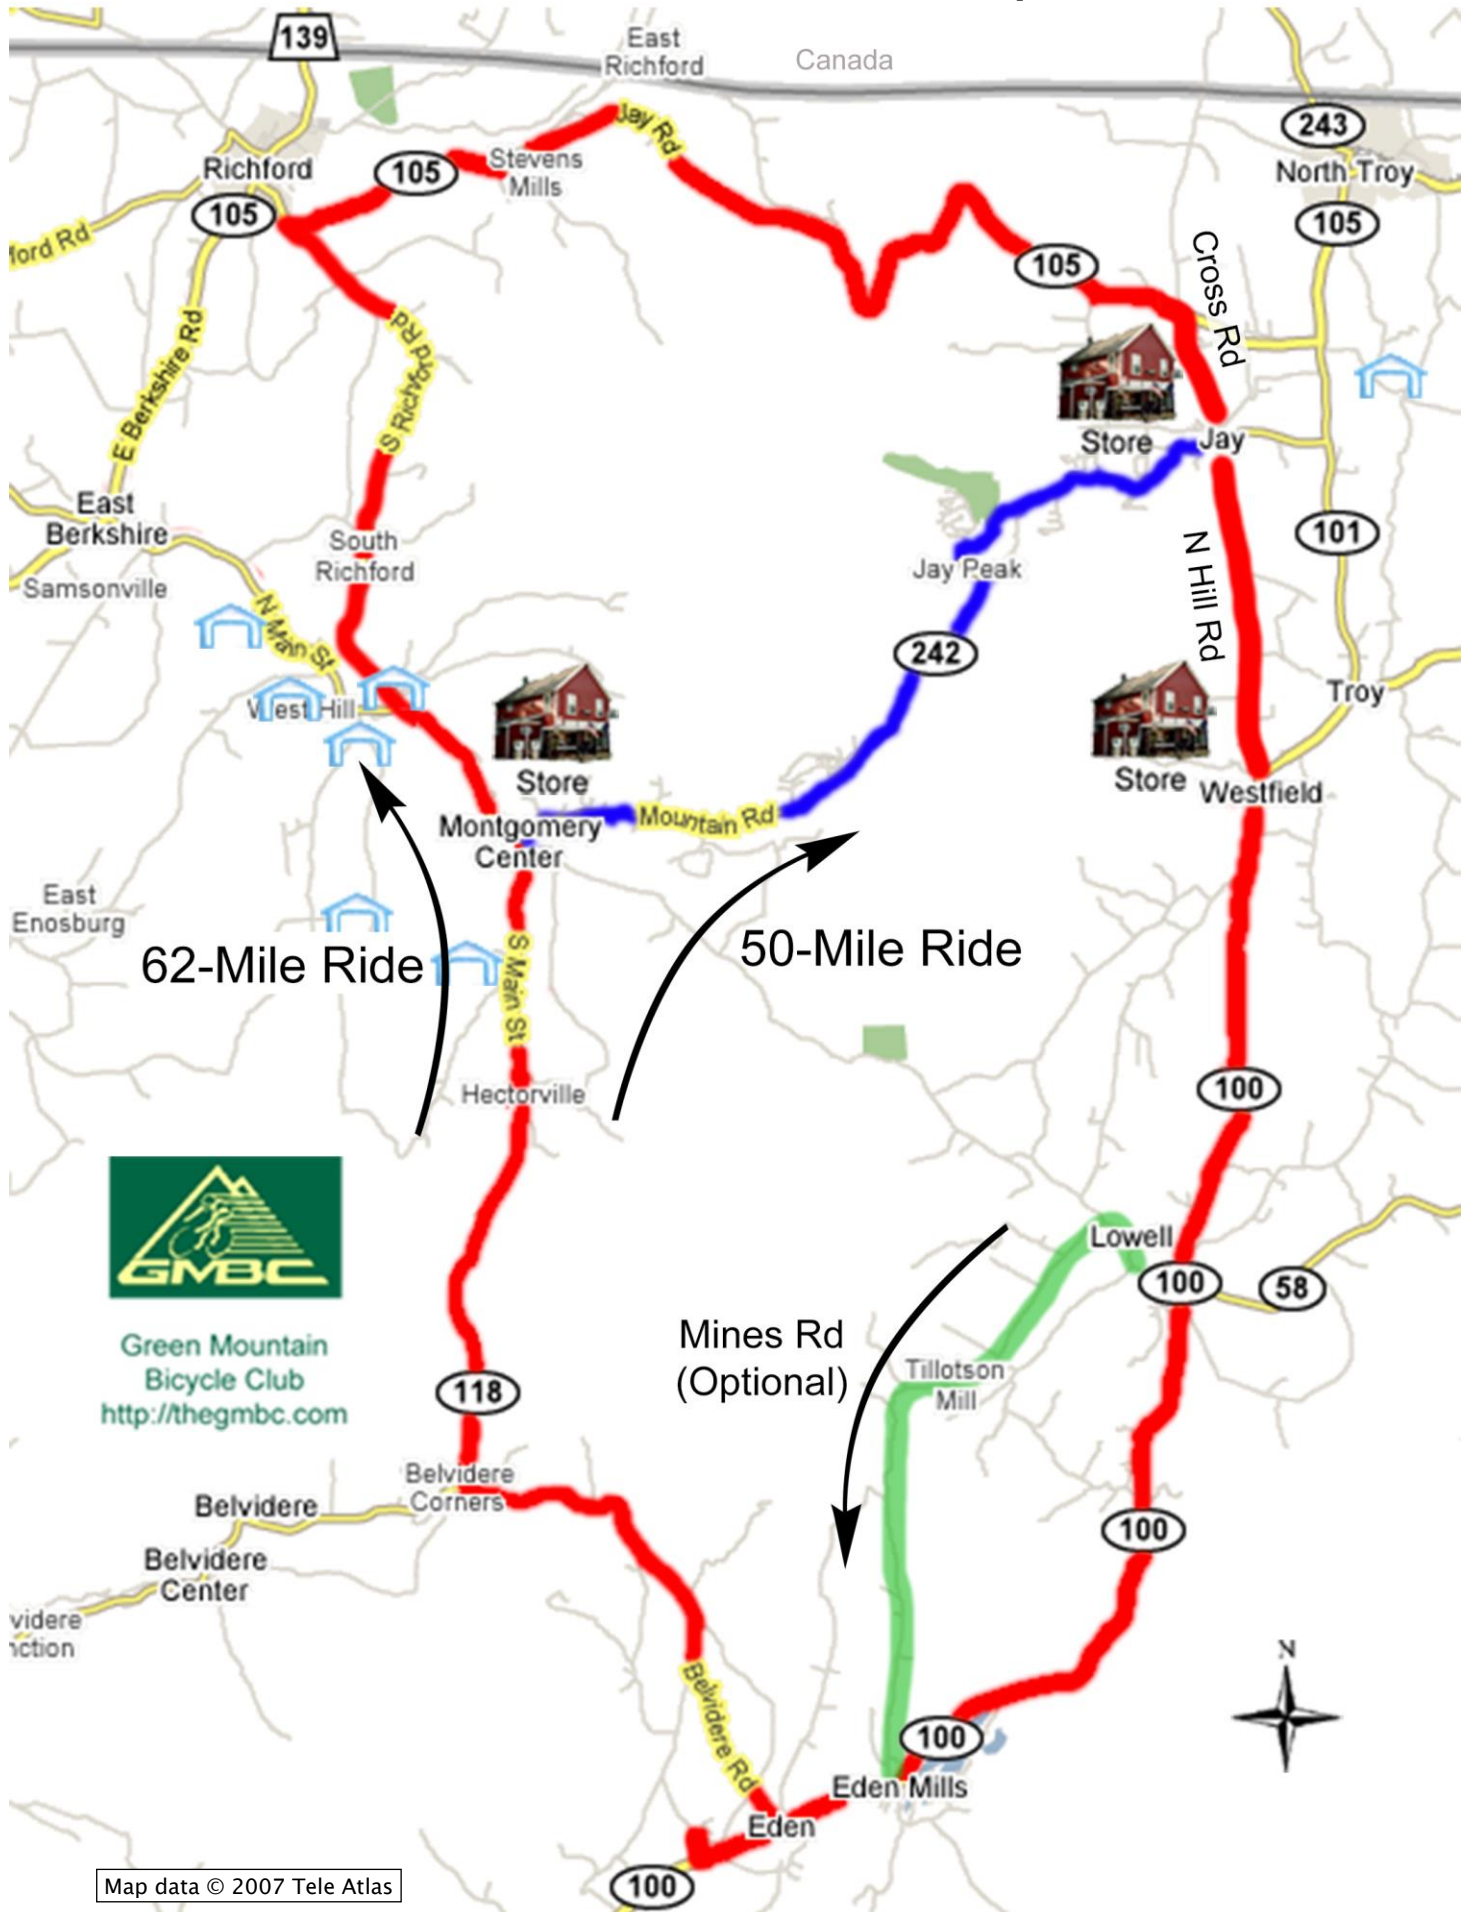 139
East
Richford
Canada
243
Jay Rd
Richford
105
Stevens
Mills
North Troy
105
105
ford Rd
Cross Rd
105
S Richford Rd
E Berkshire Rd
Store
Jay
East
Berkshire
South
Richford
101
N Hill Rd
Jay Peak
Samsonville
N Main St
242
Troy
West Hill
Store
Store
Westfield
Mountain Rd
Montgomery
Center
East
Enosburg
62-Mile Ride
50-Mile Ride
S Main St
Hectorville
100
GMBC
Lowell
100
58
Green Mountain
Bicycle Club
http://thegmbc.com
Mines Rd
(Optional)
Tillotson
Mill
118
Belvidere
Corners
Belvidere
100
Belvidere
Center
videre
nction
N
Belvidere Rd
100
Eden Mills
Eden
100
Map data © 2007 Tele Atlas